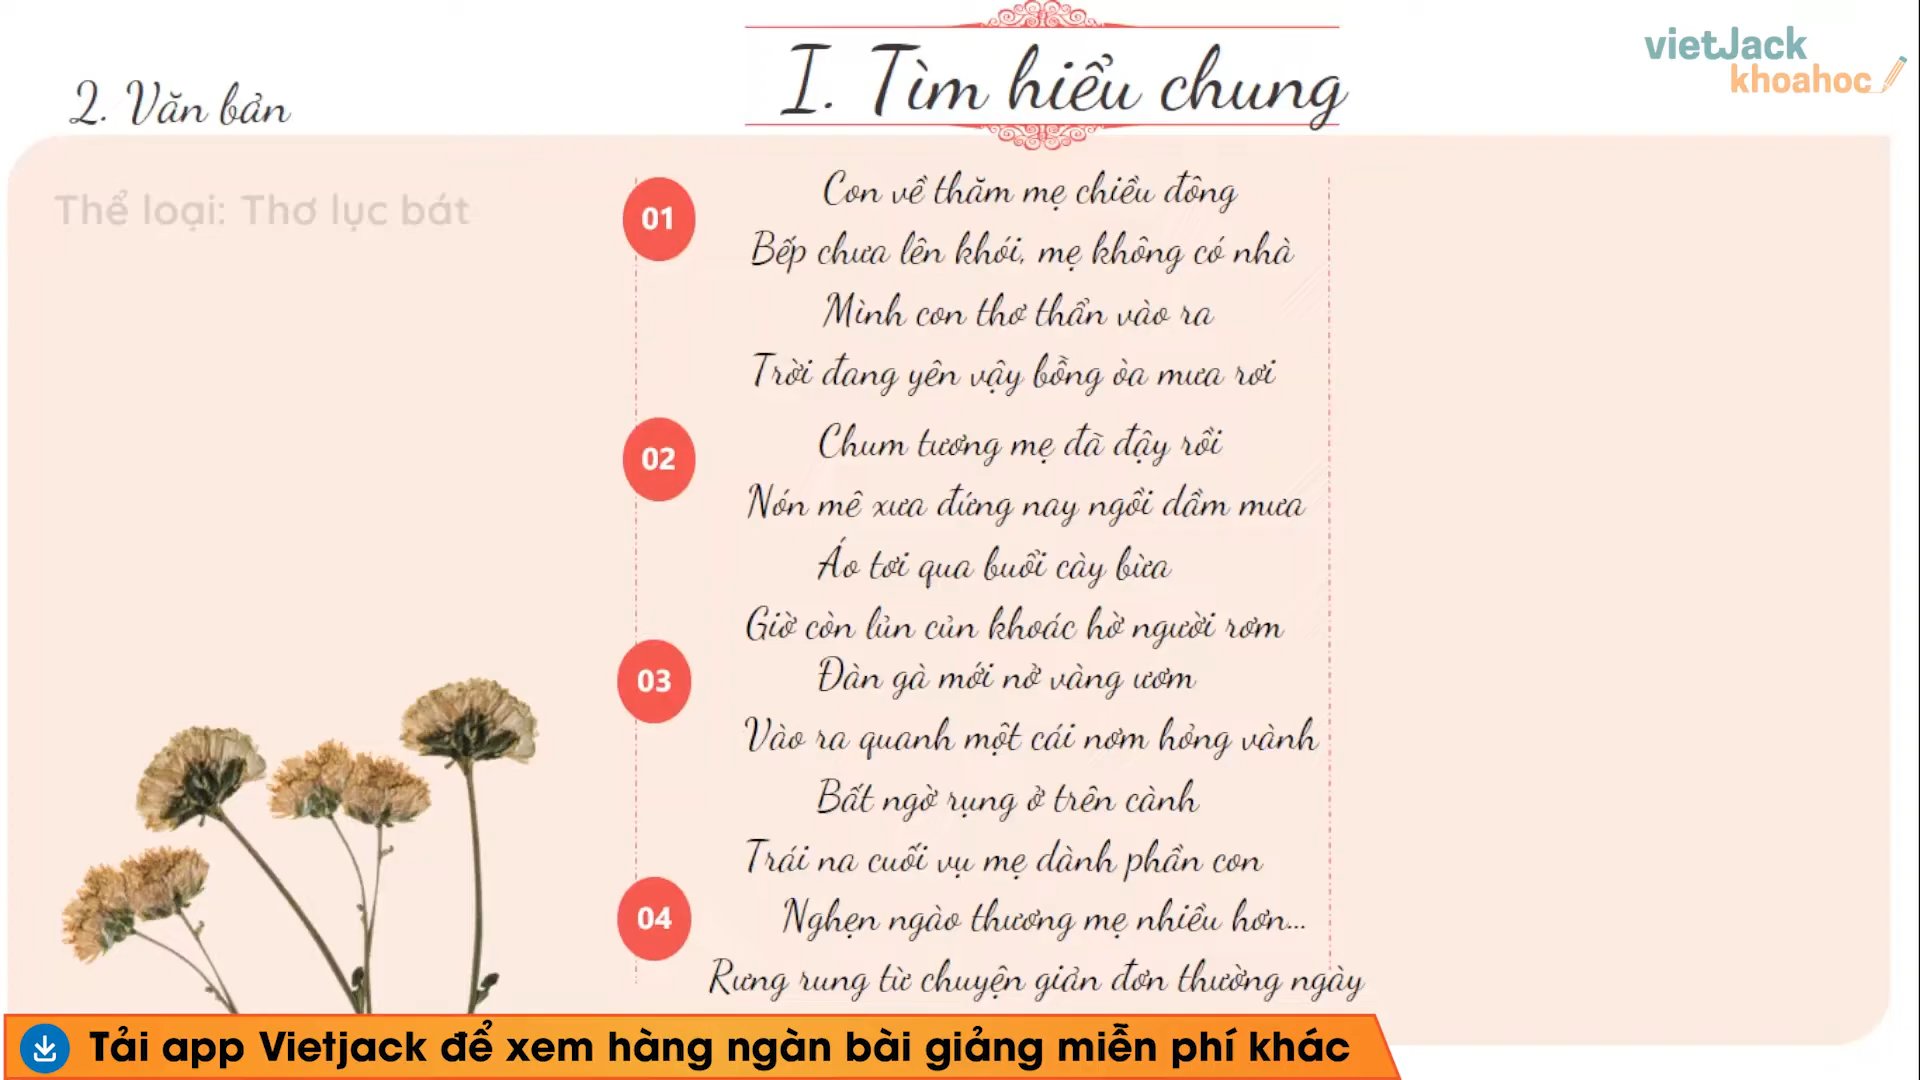 vietJack
khoahoc
I. Tìm hiểu chung
2. Văn bản
Thể loại: Thơ lục bát
01
Con về thăm mẹ chiều đông
Bếp chưa lên khói, mẹ không có nhà
Mình con thơ thẩn vào ra
Trời đang yên vậy bỗng òa mưa rơi
02
Chum tương mẹ đã đậy rồi
Nón mê xưa đứng nay ngồi dầm mưa
Áo tơi qua buổi cày bừa
Giờ còn lủn củn khoác hờ người rơm
03
Đàn gà mới nở vàng ươm
Vào ra quanh một cái nơm hỏng vành
Bất ngờ rụng ở trên cành
Trái na cuối vụ mẹ dành phần con
04
Nghẹn ngào thương mẹ nhiều hơn...
Rưng rưng từ chuyện giản đơn thường ngày
Tải app Vietjack để xem hàng ngàn bài giảng miễn phí khác